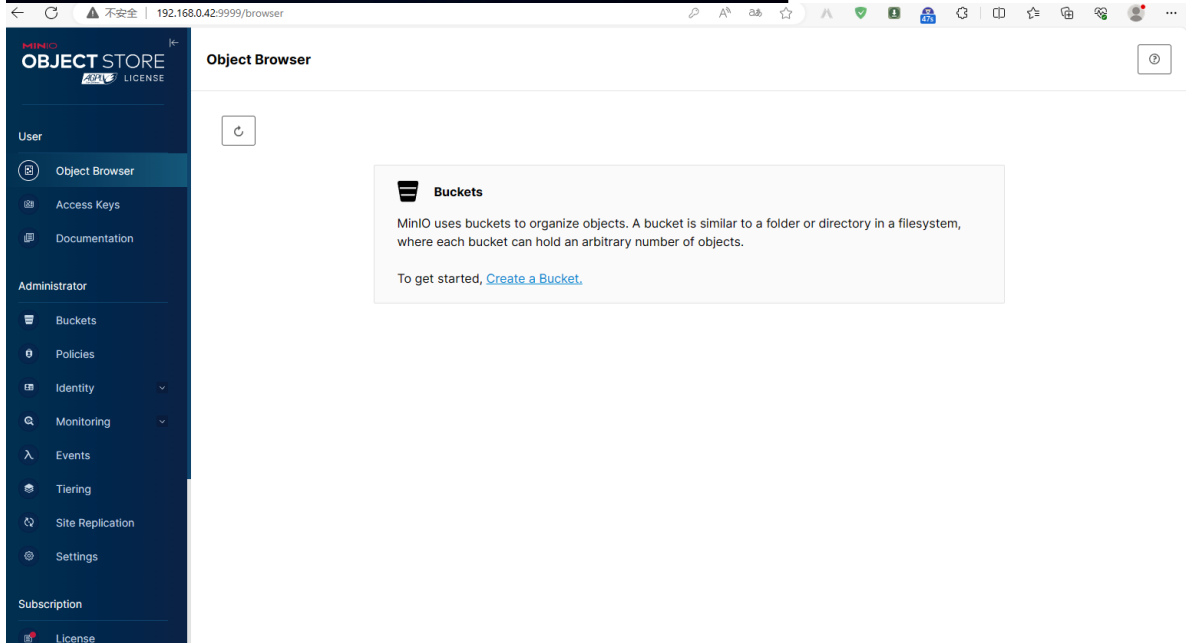 不安全 192.168.0.42:9999/browser
47s
MINIO
OBJECT STORE
AGPLV3 LICENSE
User
Object Browser
Access Keys
Documentation
Administrator
Buckets
Policies
Identity
Monitoring
Events
Tiering
Site Replication
Settings
Subscription
License
Object Browser
Buckets
MinIO uses buckets to organize objects. A bucket is similar to a folder or directory in a filesystem,
where each bucket can hold an arbitrary number of objects.
To get started, Create a Bucket.